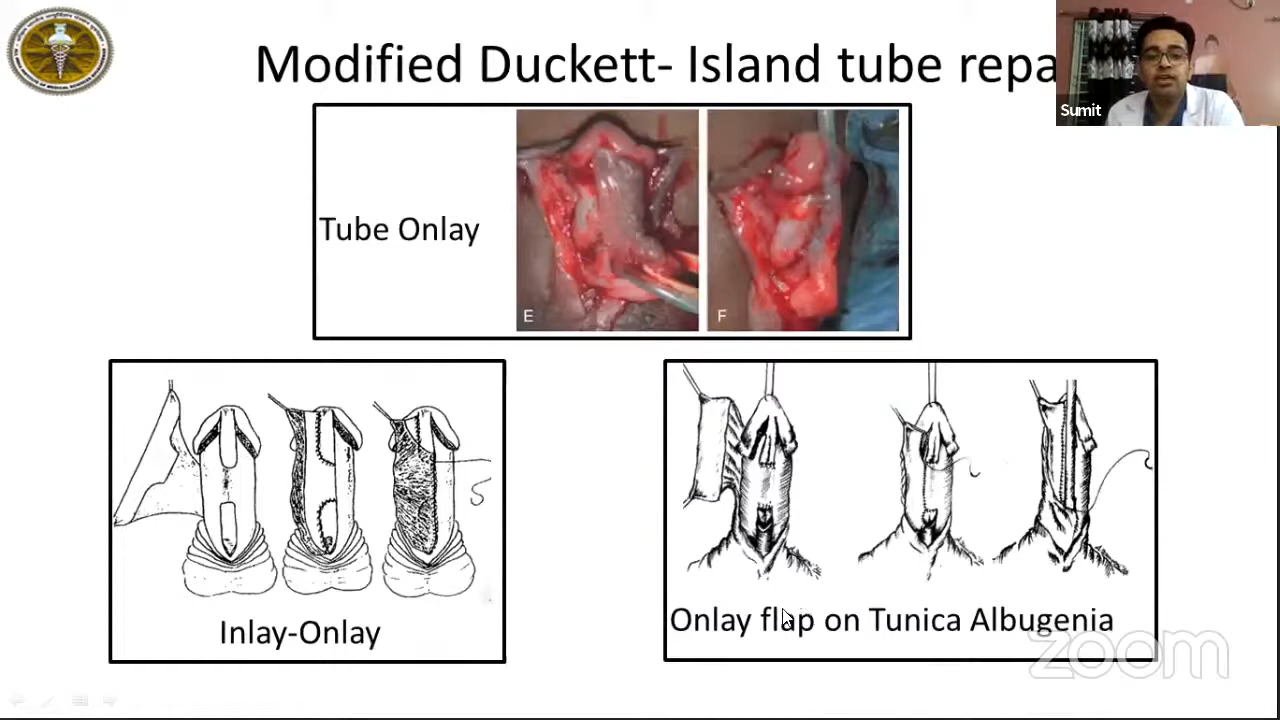 Modified Duckett- Island tube repa
Sumit
Tube Onlay
E
F
Inlay-Onlay
Onlay flap on Tunica Albugenia
zoom